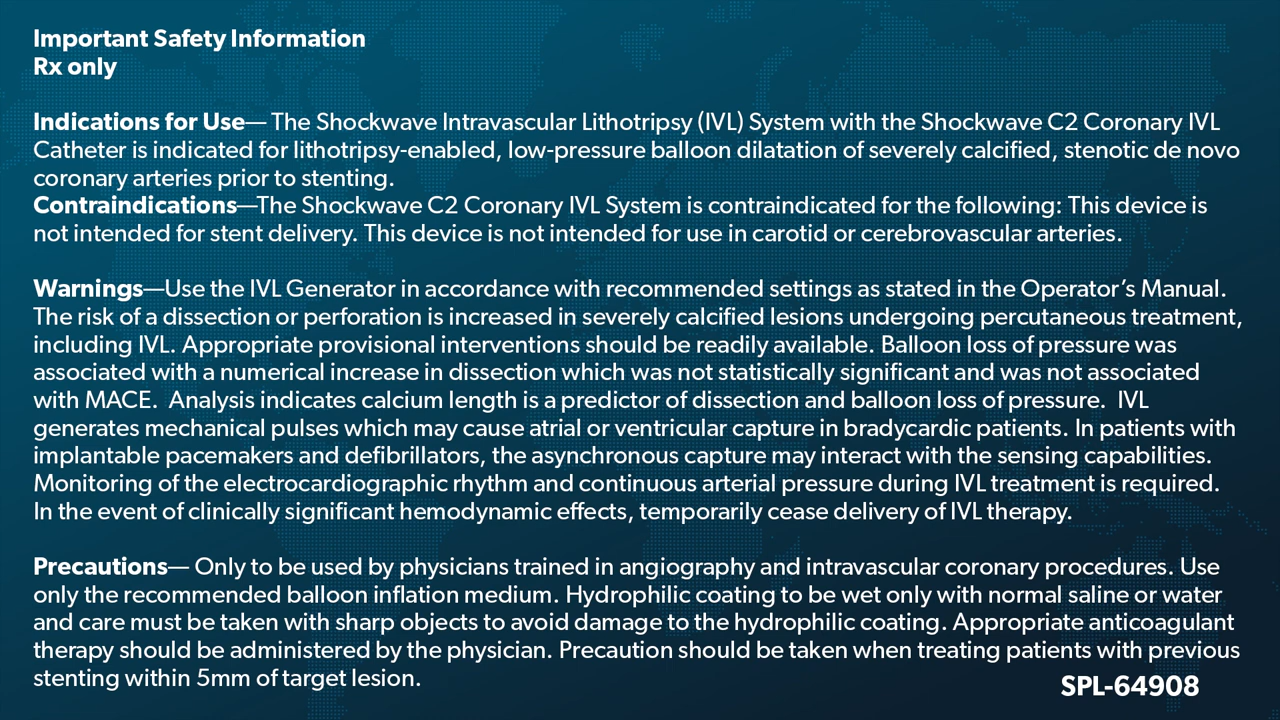 Important Safety Information
Rx only
Indications for Use— The Shockwave Intravascular Lithotripsy (IVL) System with the Shockwave C2 Coronary IVL
Catheter is indicated for lithotripsy-enabled, low-pressure balloon dilatation of severely calcified, stenotic de novo
coronary arteries prior to stenting.
Contraindications—The Shockwave C2 Coronary IVL System is contraindicated for the following: This device is
not intended for stent delivery. This device is not intended for use in carotid or cerebrovascular arteries.
Warnings—Use the IVL Generator in accordance with recommended settings as stated in the Operator's Manual.
The risk of a dissection or perforation is increased in severely calcified lesions undergoing percutaneous treatment,
including IVL. Appropriate provisional interventions should be readily available. Balloon loss of pressure was
associated with a numerical increase in dissection which was not statistically significant and was not associated
with MACE.  Analysis indicates calcium length is a predictor of dissection and balloon loss of pressure.  IVL
generates mechanical pulses which may cause atrial or ventricular capture in bradycardic patients. In patients with
implantable pacemakers and defibrillators, the asynchronous capture may interact with the sensing capabilities.
Monitoring of the electrocardiographic rhythm and continuous arterial pressure during IVL treatment is required.
In the event of clinically significant hemodynamic effects, temporarily cease delivery of IVL therapy.
Precautions— Only to be used by physicians trained in angiography and intravascular coronary procedures. Use
only the recommended balloon inflation medium. Hydrophilic coating to be wet only with normal saline or water
and care must be taken with sharp objects to avoid damage to the hydrophilic coating. Appropriate anticoagulant
therapy should be administered by the physician. Precaution should be taken when treating patients with previous
stenting within 5mm of target lesion.
SPL-64908